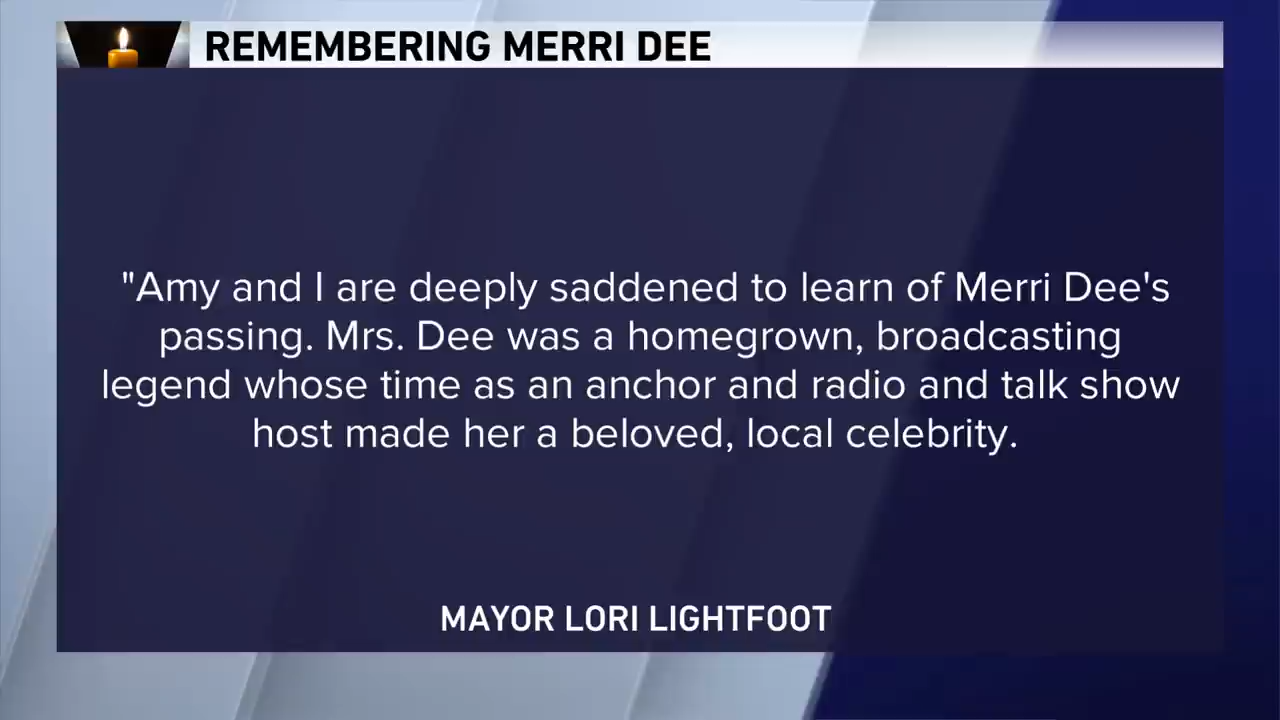 REMEMBERING MERRI DEE
"Amy and I are deeply saddened to learn of Merri Dee's
passing. Mrs. Dee was a homegrown, broadcasting
legend whose time as an anchor and radio and talk show
host made her a beloved, local celebrity.
MAYOR LORI LIGHTFOOT